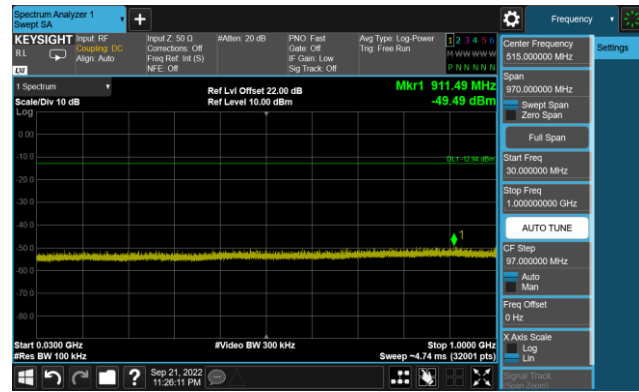 Spectrum Analyzer 1
Swept SA
+
Frequency
KEYSIGHT
RL
LXI
Input: RF
Coupling: DC
Align: Auto
Input Z: 50 Ω
Corrections: Off
Freq Ref: Int (S)
NFE: Off
#Atten: 20 dB
PNO: Fast
Gate: Off
IF Gain: Low
Sig Track: Off
Avg Type: Log-Power
Trig: Free Run
1 2 3 4 5 6
M W W W W W
P N N N N N
1 Spectrum
Scale/Div 10 dB
Log
Ref Lvl Offset 22.00 dB
Ref Level 10.00 dBm
Mkr1 911.49 MHz
-49.49 dBm
0.00
-10.0
DL1 -12.94 dBm
-20.0
-30.0
-40.0
1
-50.0
-60.0
-70.0
-80.0
Start 0.0300 GHz
#Res BW 100 kHz
#Video BW 300 kHz
Stop 1.0000 GHz
Sweep ~4.74 ms (32001 pts)
?
Sep 21, 2022
11:26:11 PM
Center Frequency
515.000000 MHz
Settings
Span
970.000000 MHz
Swept Span
Zero Span
Full Span
Start Freq
30.000000 MHz
Stop Freq
1.000000000 GHz
AUTO TUNE
CF Step
97.000000 MHz
Auto
Man
Freq Offset
0 Hz
X Axis Scale
Log
Lin
Signal Track
(Span Zoom)